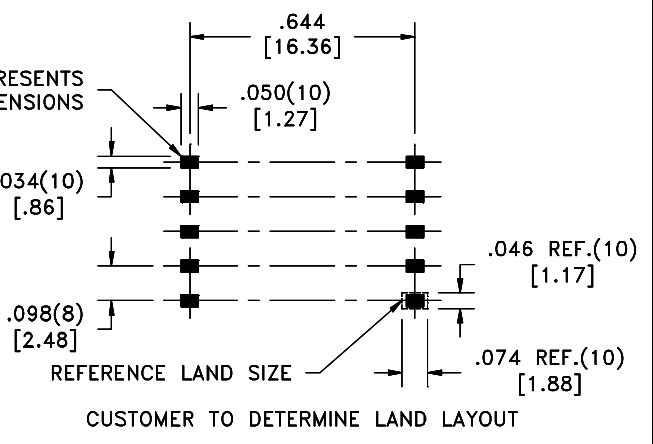 .644
[16.36]
RESENTS
ENSIONS
.050(10)
[1.27]
034(10)
[.86]
.046 REF.(10)
[1.17]
.098(8)
[2.48]
REFERENCE LAND SIZE
.074 REF.(10)
[1.88]
CUSTOMER TO DETERMINE LAND LAYOUT